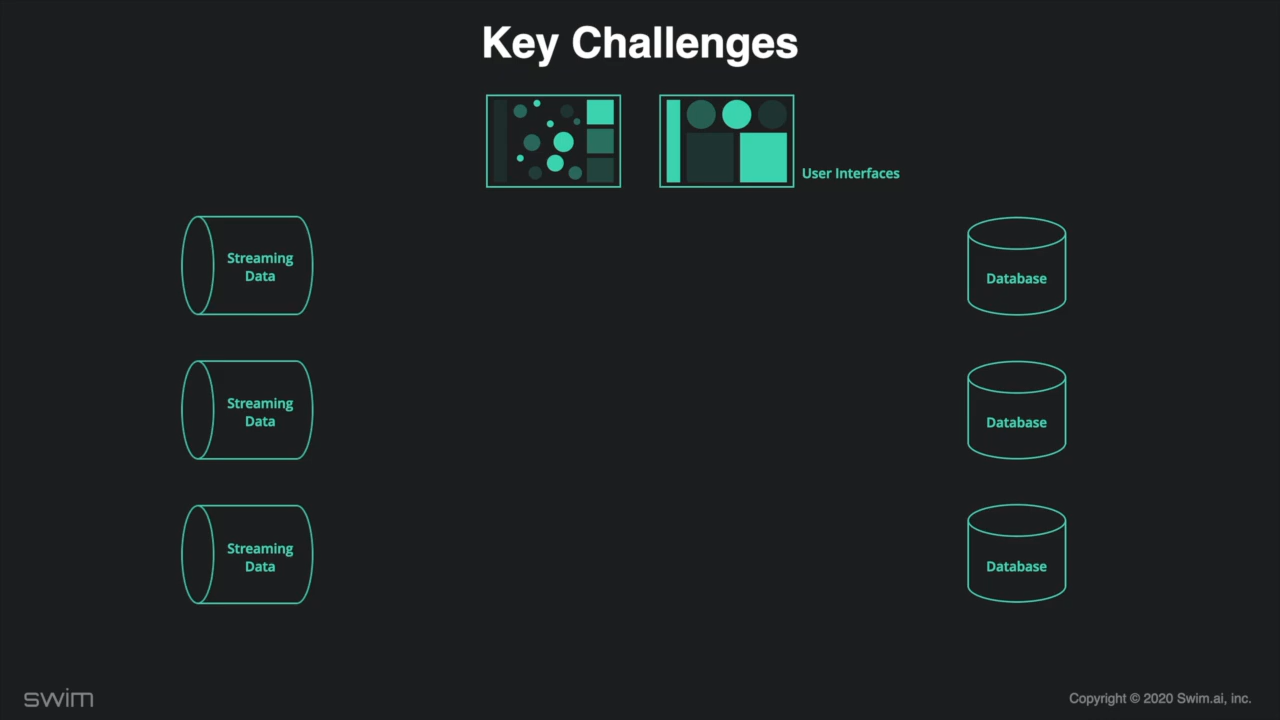 Key Challenges
User Interfaces
Streaming
Data
Database
Streaming
Data
Database
Streaming
Data
Database
swim
Copyright © 2020 Swim.ai, inc.